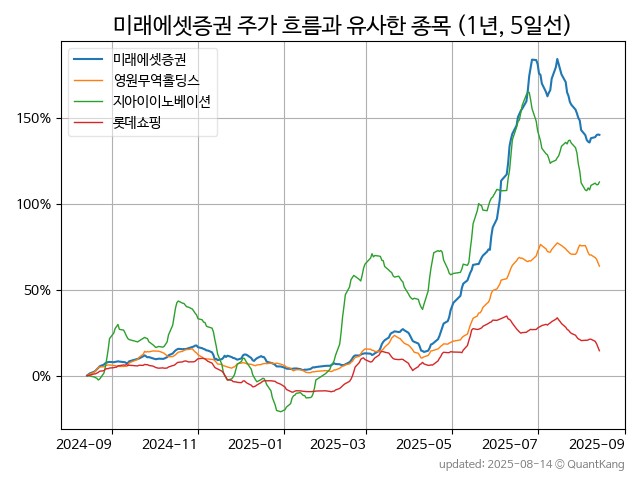 미래에셋증권 주가 흐름과 유사한 종목 (1년, 5일선)
미래에셋증권
영원무역홀딩스
지아이이노베이션
롯데쇼핑
150%
100%
50%
0%
2024-09 2024-11 2025-01 2025-03 2025-05 2025-07 2025-09
updated: 2025-08-14 © QuantKang